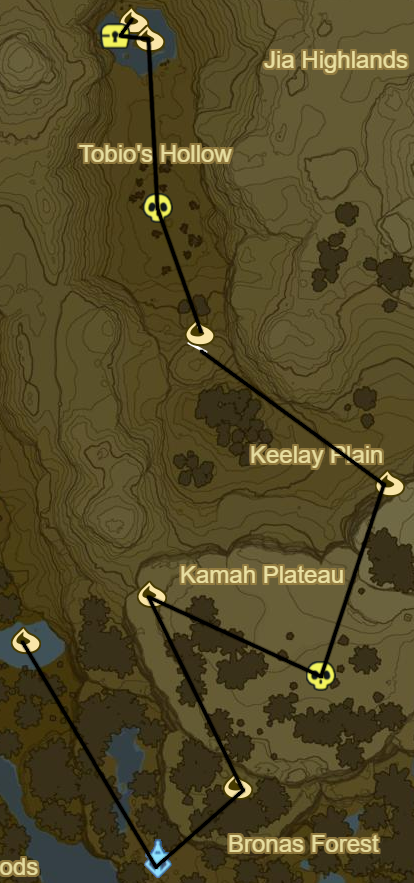 Jia Highlands
Tobio's Hollow
Keelay Plain
Kamah Plateau
Bronas Forest
ods